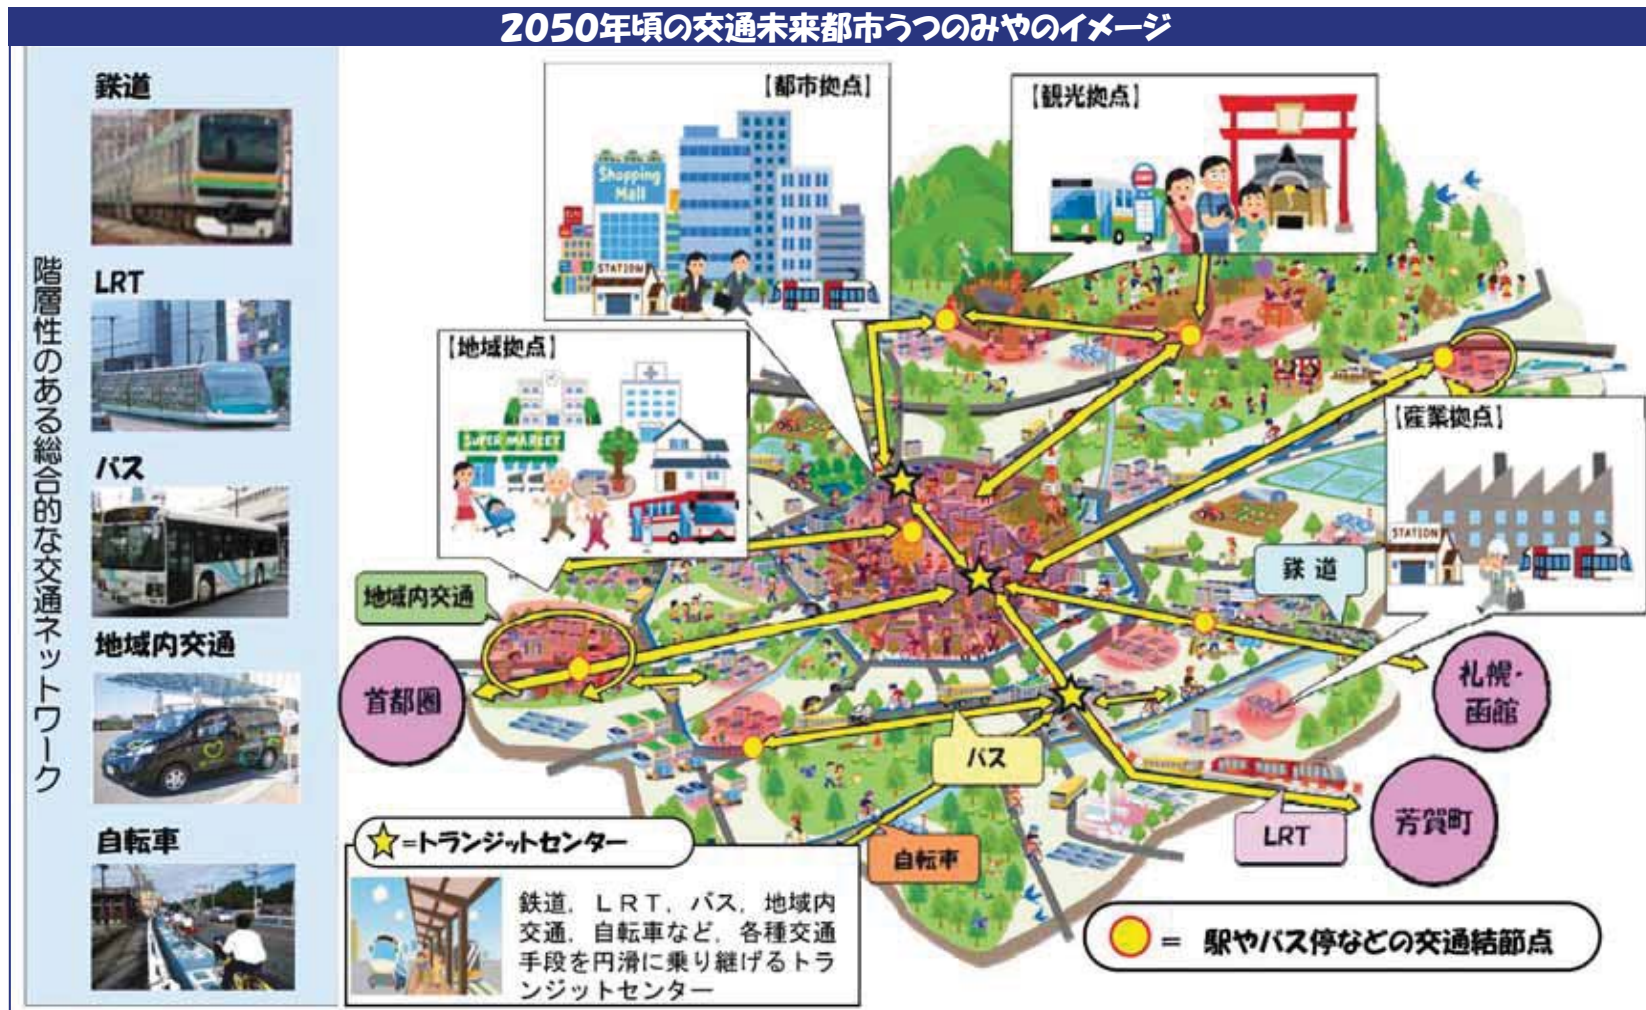 2050年頃の交通未来都市うつのみやのイメージ
階層性のある総合的な交通ネットワーク
鉄道
LRT
バス
地域内交通
自転車
【都市拠点】
Shopping
Mall
STATION
【観光拠点】
【地域拠点】
SUPER MARKET
【産業拠点】
STATION
地域内交通
首都圏
鉄道
札幌・
函館
バス
LRT
芳賀町
自転車
☆=トランジットセンター
鉄道，ＬＲＴ，バス，地域内
交通，自転車など，各種交通
手段を円滑に乗り継げるトラ
ンジットセンター
= 駅やバス停などの交通結節点